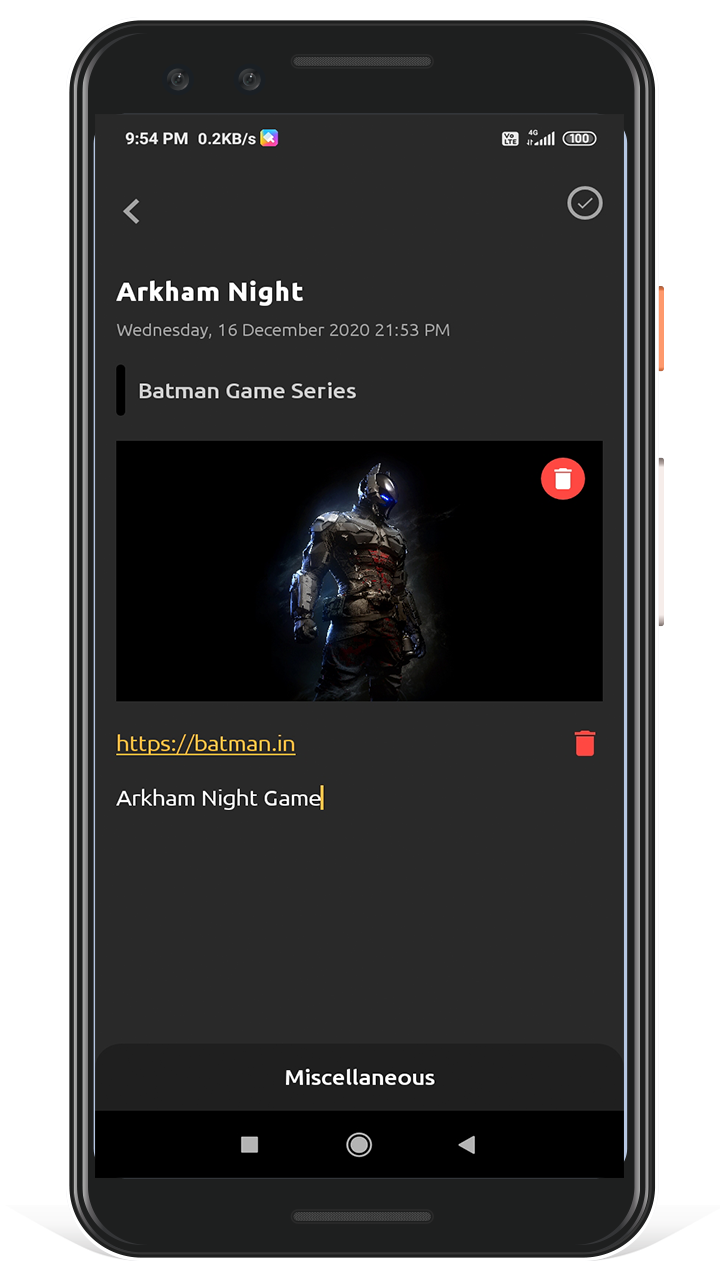 9:54 PM 0.2KB/s Vo LTE 4G 100
Arkham Night
Wednesday, 16 December 2020 21:53 PM
Batman Game Series
https://batman.in
Arkham Night Game
Miscellaneous